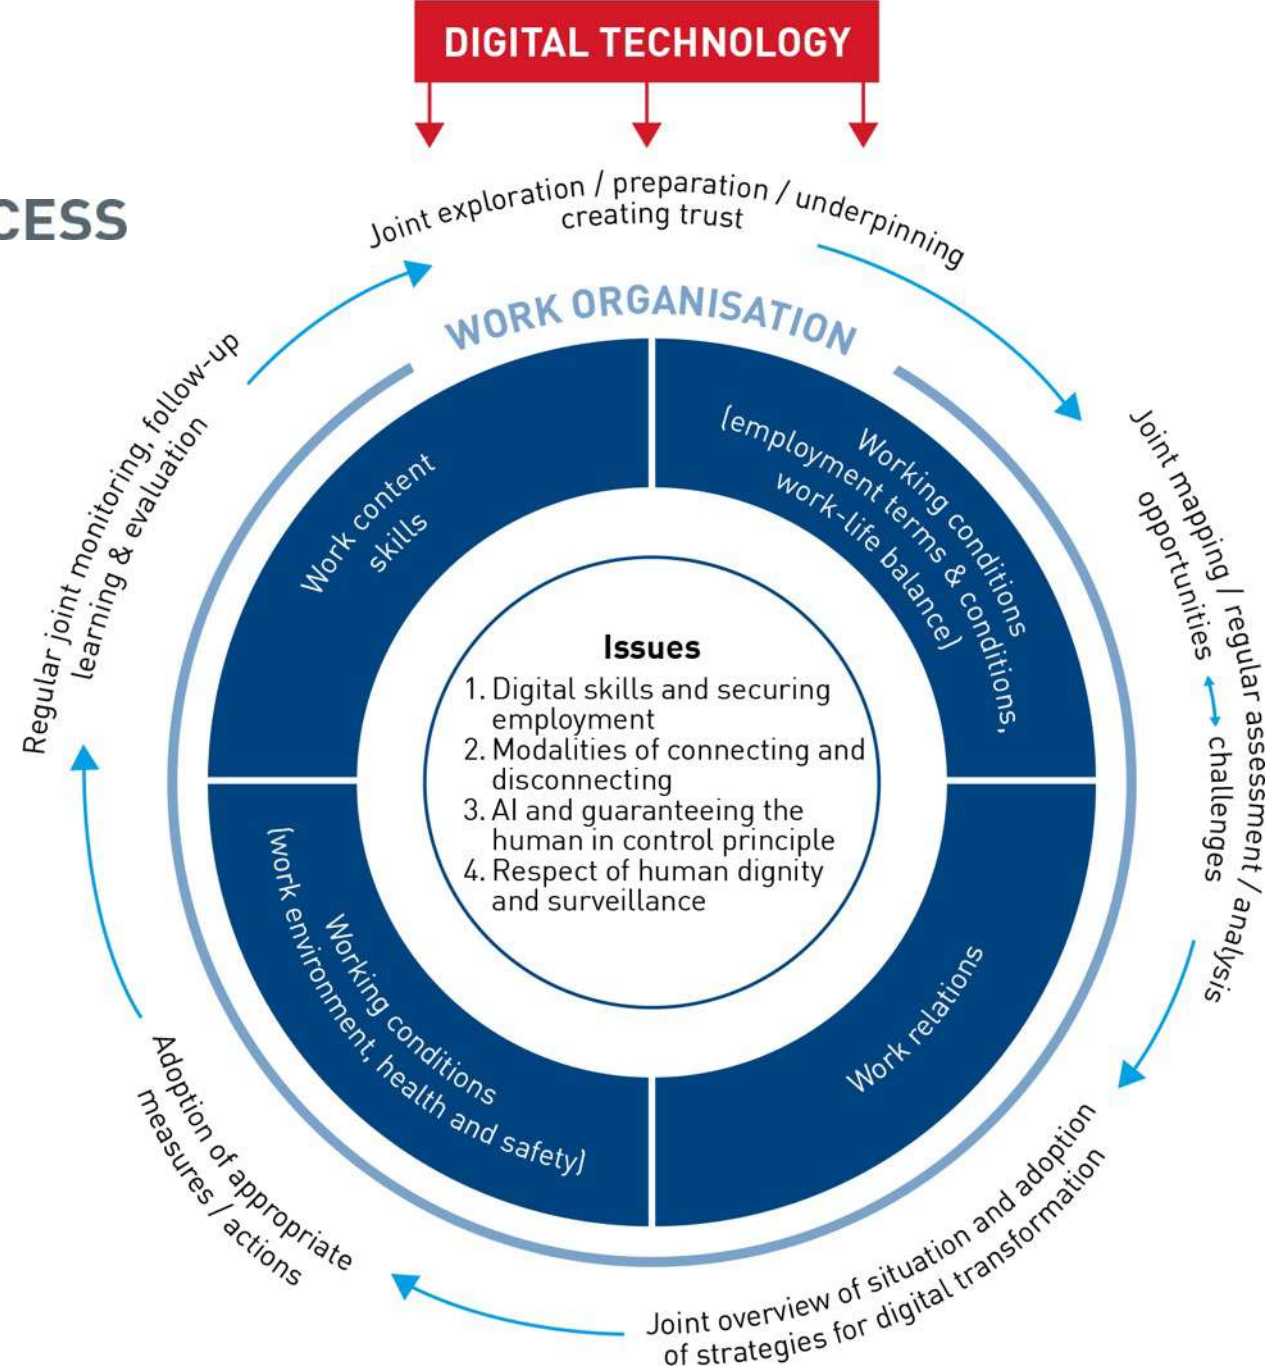 DIGITAL TECHNOLOGY
CESS
Joint exploration / preparation / underpinning
creating trust
WORK ORGANISATION
Regular joint monitoring, follow-up
learning & evaluation
Joint mapping / regular assessment / analysis
opportunities
challenges
Work content
skills
Working conditions
(employment terms & conditions,
work-life balance)
Issues
1. Digital skills and securing
employment
2. Modalities of connecting and
disconnecting
3. AI and guaranteeing the
human in control principle
4. Respect of human dignity
and surveillance
Working conditions
(work environment, health and safety)
Work relations
Adoption of appropriate
measures / actions
Joint overview of situation and adoption
of strategies for digital transformation